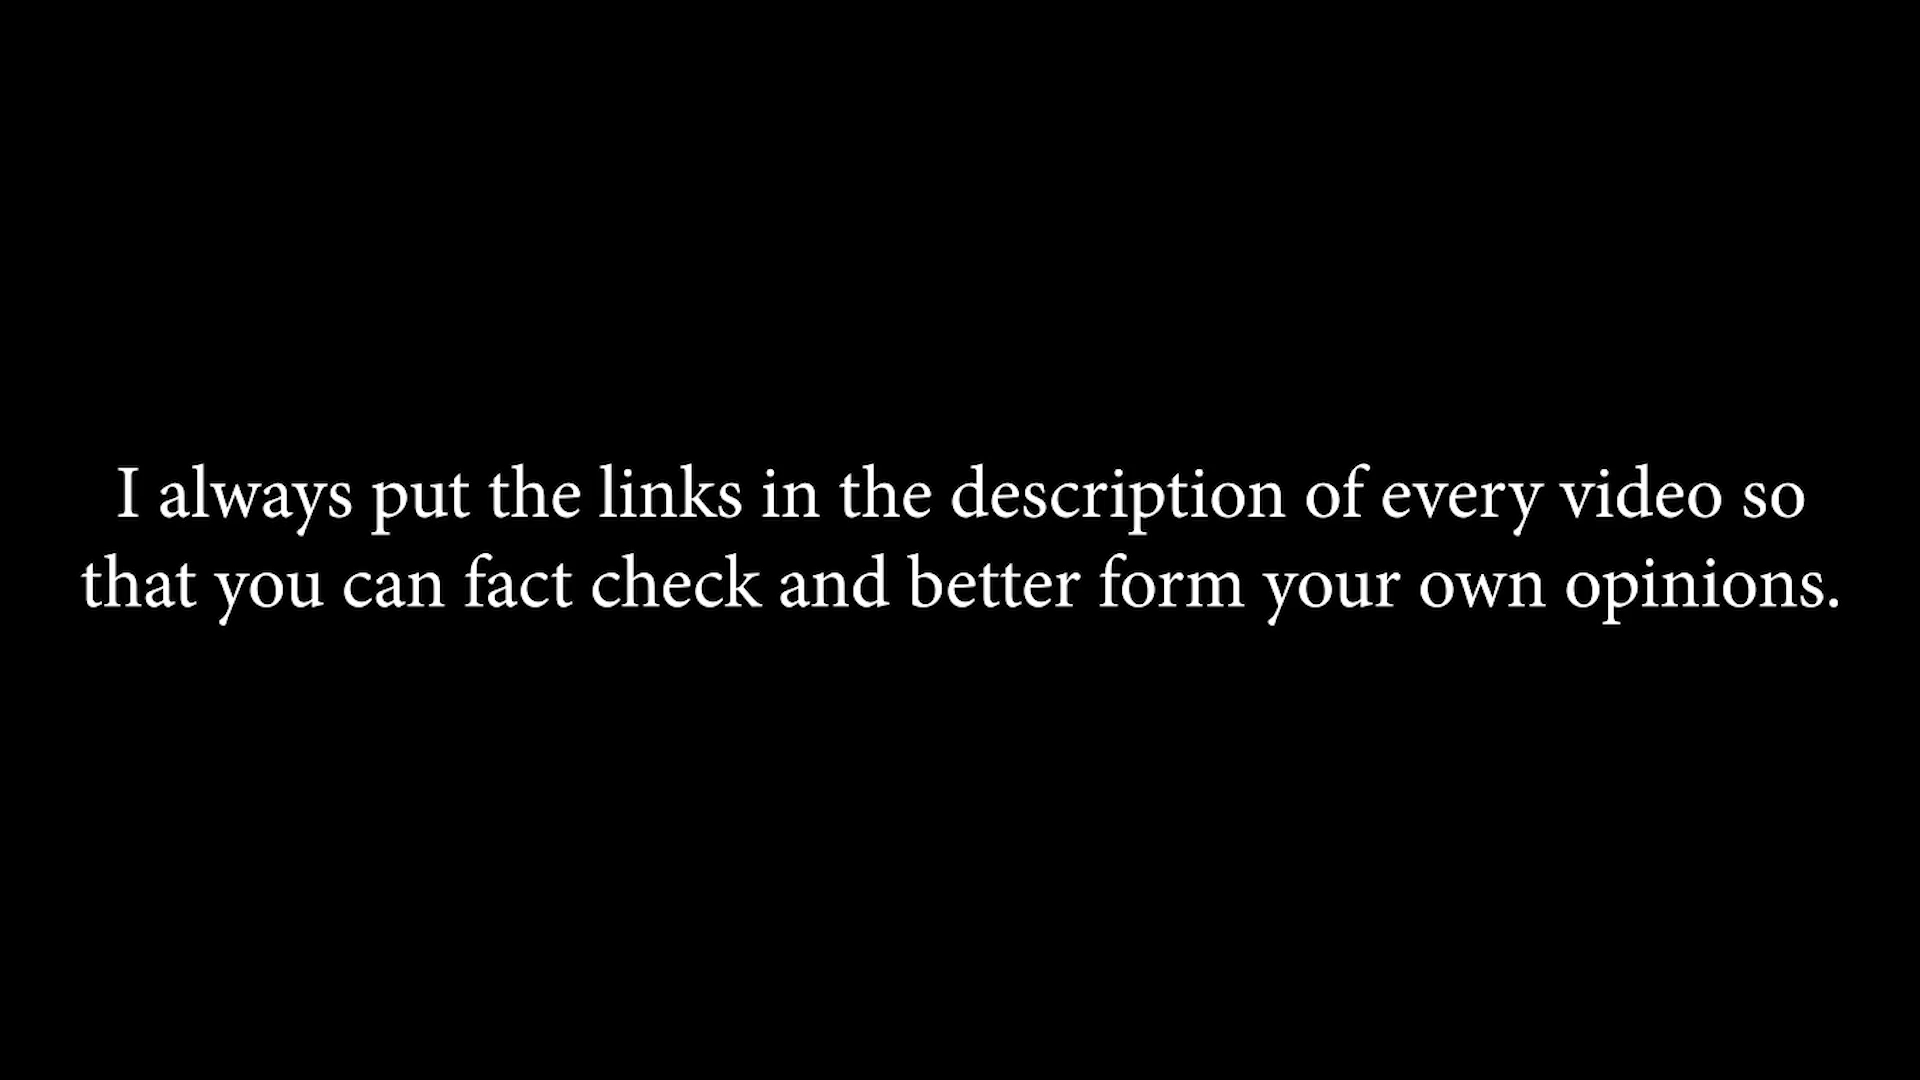 I always put the links in the description of every video so
that you can fact check and better form your own opinions.